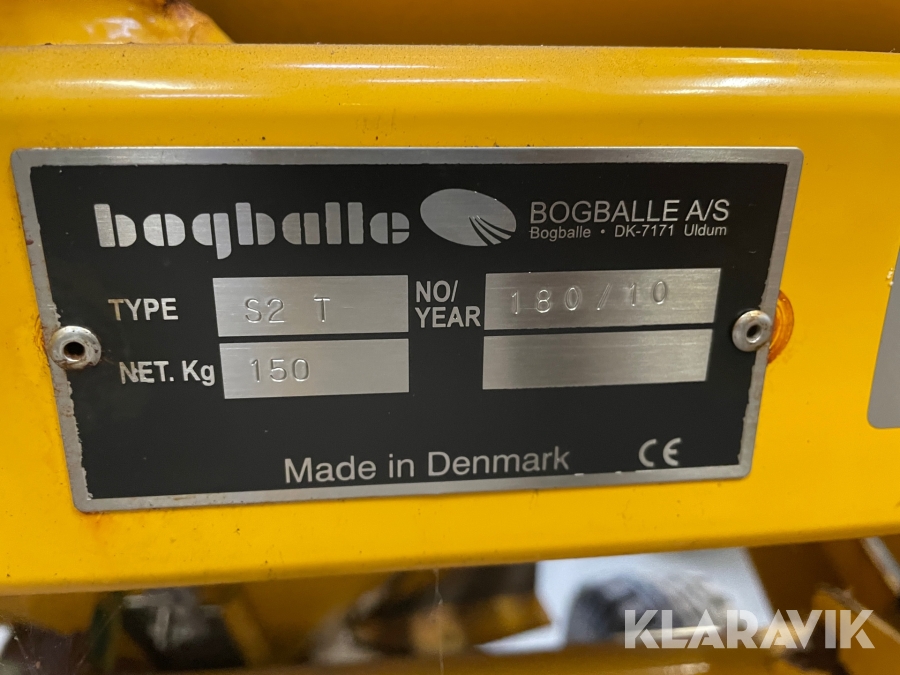 bogballe
BOGBALLE A/S
Bogballe • DK-7171 Uldum
TYPE S2 T
NO/YEAR 180/10
NET. Kg 150
Made in Denmark CE
KLARAVIK